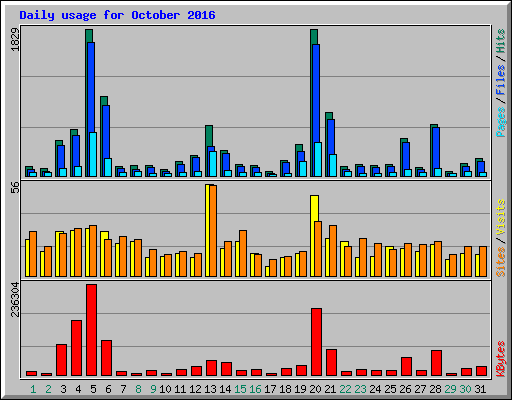 Daily usage for October 2016
1829
Pages / Files / Hits
56
Sites / Visits
236304
KBytes
1 2 3 4 5 6 7 8 9 10 11 12 13 14 15 16 17 18 19 20 21 22 23 24 25 26 27 28 29 30 31